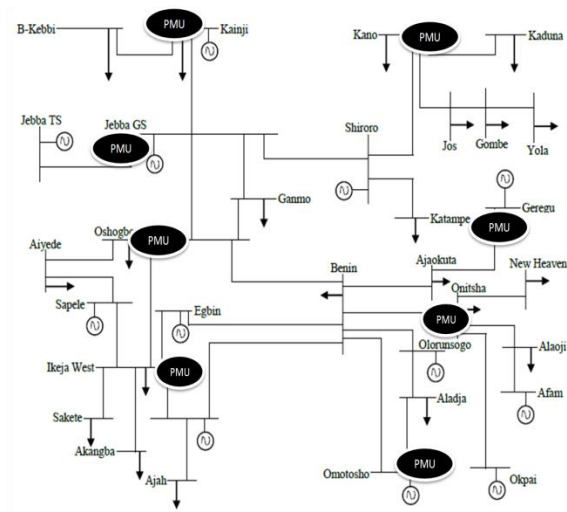 B-Kebbi
PMU
Kainji
Kano
PMU
Kaduna
Jebba TS
Jebba GS
PMU
Shiroro
Jos
Gombe
Yola
Ganmo
Katampe
Geregu
PMU
Oshogbo
PMU
Aiyede
Benin
Ajaokuta
New Heaven
Onitsha
Sapele
Egbin
PMU
Olorunsogo
Alaoji
Ikeja West
PMU
Afam
Sakete
Aladja
Akangba
Ajah
Omotosho
PMU
Okpai